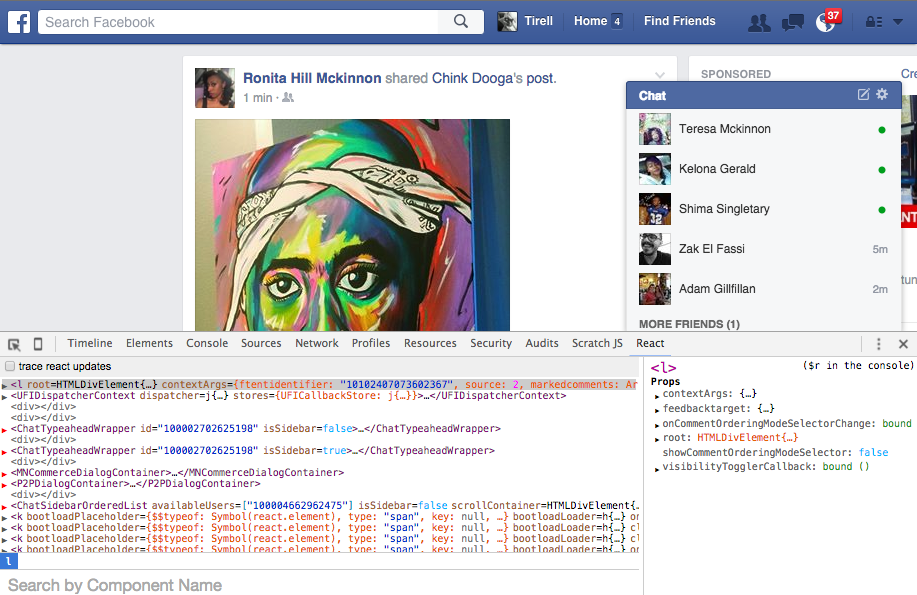 f Search Facebook Tirell Home 4 Find Friends 37
Ronita Hill Mckinnon shared Chink Dooga's post.
1 min ·
SPONSORED
Cre
Chat
Teresa Mckinnon
Kelona Gerald
Shima Singletary
32
Zak El Fassi 5m
Adam Gillfillan 2m
MORE FRIENDS (1)
NT
tun
Timeline Elements Console Sources Network Profiles Resources Security Audits Scratch JS React
trace react updates
<l root=HTMLDivElement{…} contextArgs={ftentidentifier: "10102407073602367", source: 2, markedcomments: Ar
<UFIDispatcherContext dispatcher=j{…} stores={UFICallbackStore: j{…}}>…</UFIDispatcherContext>
<div></div>
<div></div>
<ChatTypeaheadWrapper id="100002702625198" isSidebar=false>…</ChatTypeaheadWrapper>
<div></div>
<ChatTypeaheadWrapper id="100002702625198" isSidebar=true>…</ChatTypeaheadWrapper>
<div></div>
<MNCommerceDialogContainer>…</MNCommerceDialogContainer>
<P2PDialogContainer>…</P2PDialogContainer>
<div></div>
<ChatSidebarOrderedList availableUsers=["100004662962475"] isSidebar=false scrollContainer=HTMLElement{…
<k bootloadPlaceholder={$$typeof: Symbol(react.element), type: "span", key: null, …} bootloadLoader=h{…} on
<k bootloadPlaceholder={$$typeof: Symbol(react.element), type: "span", key: null, …} bootloadLoader=h{…} cl
<k bootloadPlaceholder={$$typeof: Symbol(react.element), type: "span", key: null, …} bootloadLoader=h{…} cl
<k bootloadPlaceholder={$$typeof: Symbol(react.element), type: "span", key: null, …} bootloadLoader=h{…} on
l
Search by Component Name
<l> ($r in the console)
Props
contextArgs: {…}
feedbacktarget: {…}
onCommentOrderingModeSelectorChange: bound
root: HTMLDivElement{…}
showCommentOrderingModeSelector: false
visibilityTogglerCallback: bound ()